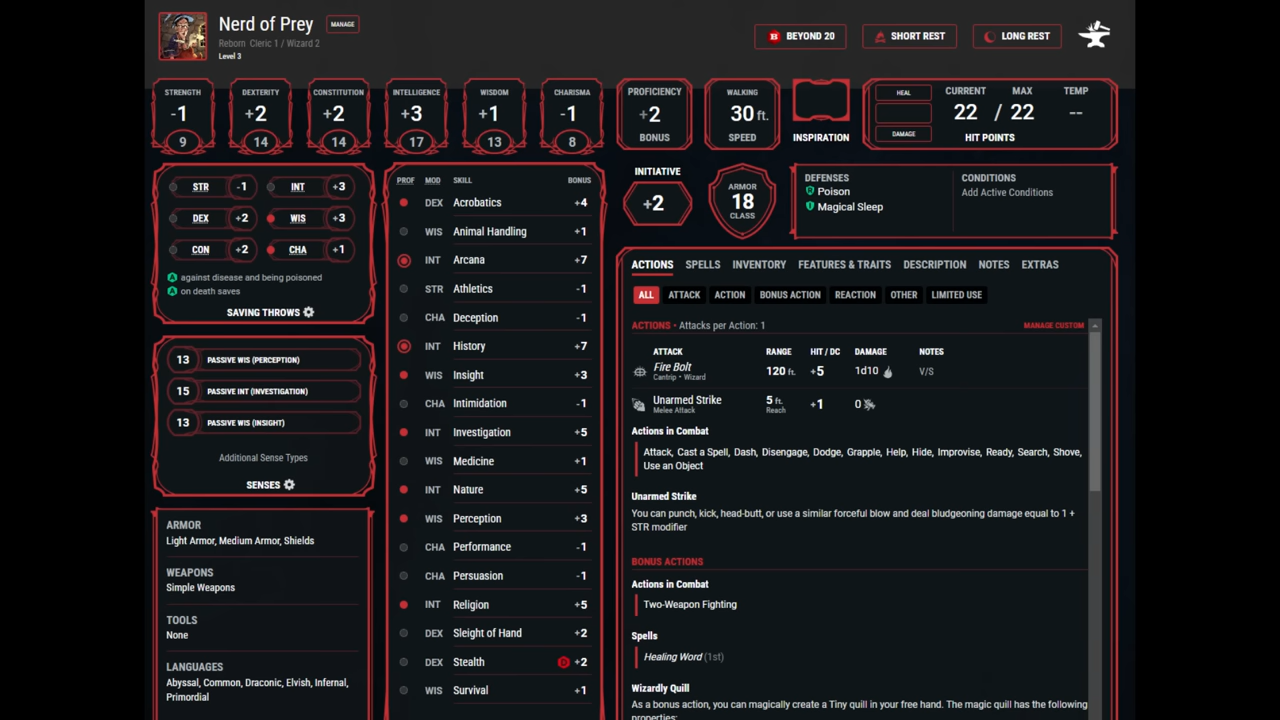 Nerd of Prey
MANAGE
Reborn Cleric 1 / Wizard 2
Level 3
BEYOND 20
SHORT REST
LONG REST
STRENGTH
-1
9
DEXTERITY
+2
14
CONSTITUTION
+2
14
INTELLIGENCE
+3
17
WISDOM
+1
13
CHARISMA
-1
8
PROFICIENCY
+2
BONUS
WALKING
30 ft.
SPEED
INSPIRATION
HEAL
DAMAGE
CURRENT MAX TEMP
22 / 22 --
HIT POINTS
STR -1 INT +3
DEX +2 WIS +3
CON +2 CHA +1
A against disease and being poisoned
A on death saves
SAVING THROWS
13 PASSIVE WIS (PERCEPTION)
15 PASSIVE INT (INVESTIGATION)
13 PASSIVE WIS (INSIGHT)
Additional Sense Types
SENSES
ARMOR
Light Armor, Medium Armor, Shields
WEAPONS
Simple Weapons
TOOLS
None
LANGUAGES
Abyssal, Common, Draconic, Elvish, Infernal,
Primordial
PROF MOD SKILL BONUS
DEX Acrobatics +4
WIS Animal Handling +1
INT Arcana +7
STR Athletics -1
CHA Deception -1
INT History +7
WIS Insight +3
CHA Intimidation -1
INT Investigation +5
WIS Medicine +1
INT Nature +5
WIS Perception +3
CHA Performance -1
CHA Persuasion -1
INT Religion +5
DEX Sleight of Hand +2
DEX Stealth D +2
WIS Survival +1
INITIATIVE
+2
ARMOR
18
CLASS
DEFENSES
Poison
Magical Sleep
CONDITIONS
Add Active Conditions
ACTIONS SPELLS INVENTORY FEATURES & TRAITS DESCRIPTION NOTES EXTRAS
ALL ATTACK ACTION BONUS ACTION REACTION OTHER LIMITED USE
ACTIONS • Attacks per Action: 1 MANAGE CUSTOM
ATTACK RANGE HIT / DC DAMAGE NOTES
Fire Bolt 120 ft. +5 1d10 V/S
Cantrip • Wizard
Unarmed Strike 5 ft. +1 0
Melee Attack Reach
Actions in Combat
Attack, Cast a Spell, Dash, Disengage, Dodge, Grapple, Help, Hide, Improvise, Ready, Search, Shove,
Use an Object
Unarmed Strike
You can punch, kick, head-butt, or use a similar forceful blow and deal bludgeoning damage equal to 1 +
STR modifier
BONUS ACTIONS
Actions in Combat
Two-Weapon Fighting
Spells
Healing Word (1st)
Wizardly Quill
As a bonus action, you can magically create a Tiny quill in your free hand. The magic quill has the following
properties: